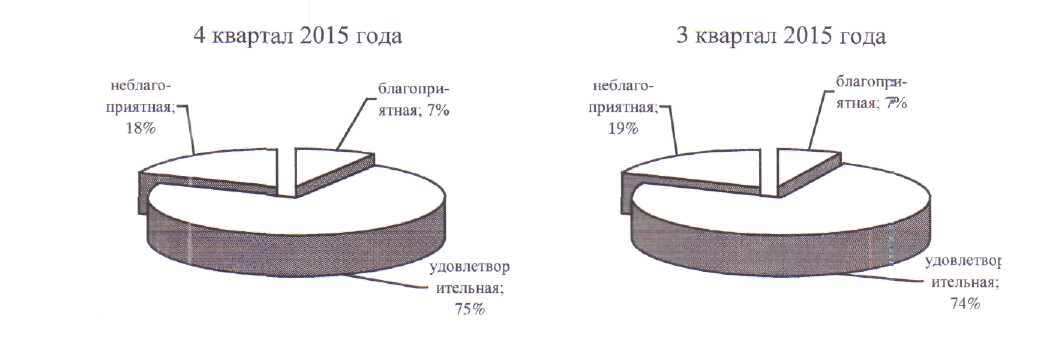 4 квартал 2015 года
неблаго-
приятная;
18%
благопри-
ятная; 7%
удовлетвор
ительная;
75%
3 квартал 2015 года
неблаго-
приятная;
19%
благопри-
ятная; 7%
удовлетвор
ительная;
74%